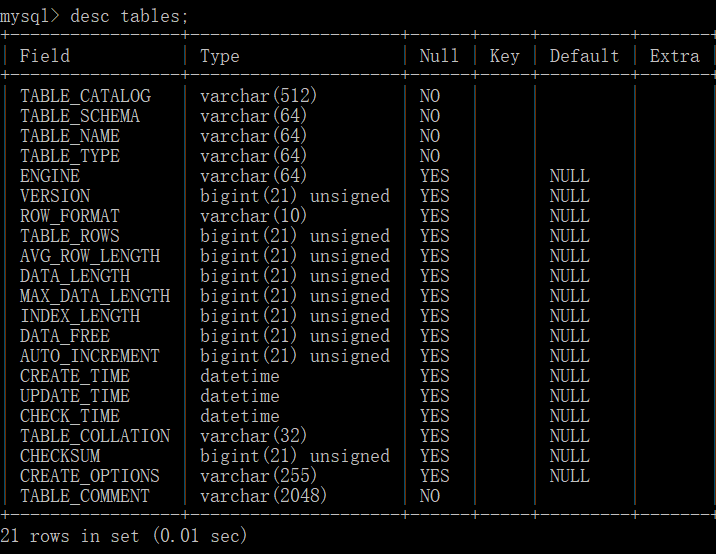 mysql> desc tables;
+-----------------+---------------------+------+-----+---------+-------+
| Field           | Type                | Null | Key | Default | Extra |
+-----------------+---------------------+------+-----+---------+-------+
| TABLE_CATALOG   | varchar(512)        | NO   |     |         |       |
| TABLE_SCHEMA    | varchar(64)         | NO   |     |         |       |
| TABLE_NAME      | varchar(64)         | NO   |     |         |       |
| TABLE_TYPE      | varchar(64)         | NO   |     |         |       |
| ENGINE          | varchar(64)         | YES  |     | NULL    |       |
| VERSION         | bigint(21) unsigned | YES  |     | NULL    |       |
| ROW_FORMAT      | varchar(10)         | YES  |     | NULL    |       |
| TABLE_ROWS      | bigint(21) unsigned | YES  |     | NULL    |       |
| AVG_ROW_LENGTH  | bigint(21) unsigned | YES  |     | NULL    |       |
| DATA_LENGTH     | bigint(21) unsigned | YES  |     | NULL    |       |
| MAX_DATA_LENGTH | bigint(21) unsigned | YES  |     | NULL    |       |
| INDEX_LENGTH    | bigint(21) unsigned | YES  |     | NULL    |       |
| DATA_FREE       | bigint(21) unsigned | YES  |     | NULL    |       |
| AUTO_INCREMENT  | bigint(21) unsigned | YES  |     | NULL    |       |
| CREATE_TIME     | datetime            | YES  |     | NULL    |       |
| UPDATE_TIME     | datetime            | YES  |     | NULL    |       |
| CHECK_TIME      | datetime            | YES  |     | NULL    |       |
| TABLE_COLLATION | varchar(32)         | YES  |     | NULL    |       |
| CHECKSUM        | bigint(21) unsigned | YES  |     | NULL    |       |
| CREATE_OPTIONS  | varchar(255)        | YES  |     | NULL    |       |
| TABLE_COMMENT   | varchar(2048)       | NO   |     |         |       |
+-----------------+---------------------+------+-----+---------+-------+
21 rows in set (0.01 sec)